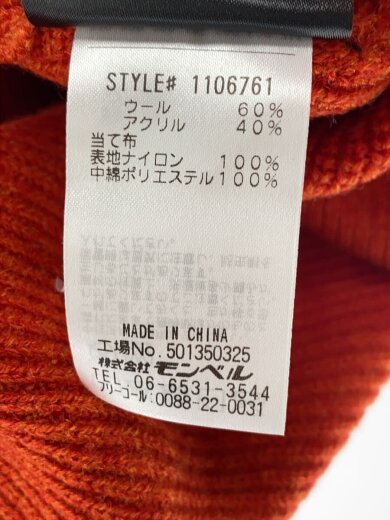 STYLE# 1106761
ウール 60%
アクリル 40%
当て布
表地ナイロン 100%
中綿ポリエステル100%
MADE IN CHINA
工場No.501350325
株式会社 モンベル
TEL. 06-6531-3544
フリーコール:0088-22-0031